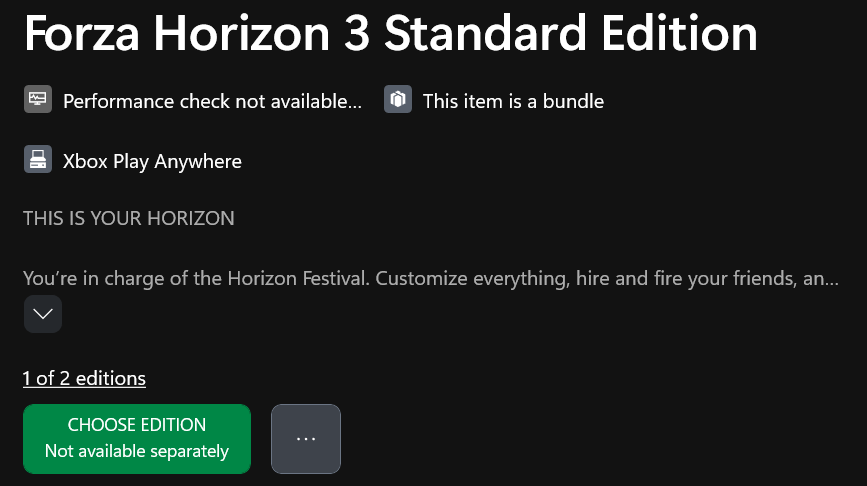 Forza Horizon 3 Standard Edition
Performance check not available...
This item is a bundle
Xbox Play Anywhere
THIS IS YOUR HORIZON
You’re in charge of the Horizon Festival. Customize everything, hire and fire your friends, an...
1 of 2 editions
CHOOSE EDITION
Not available separately
...